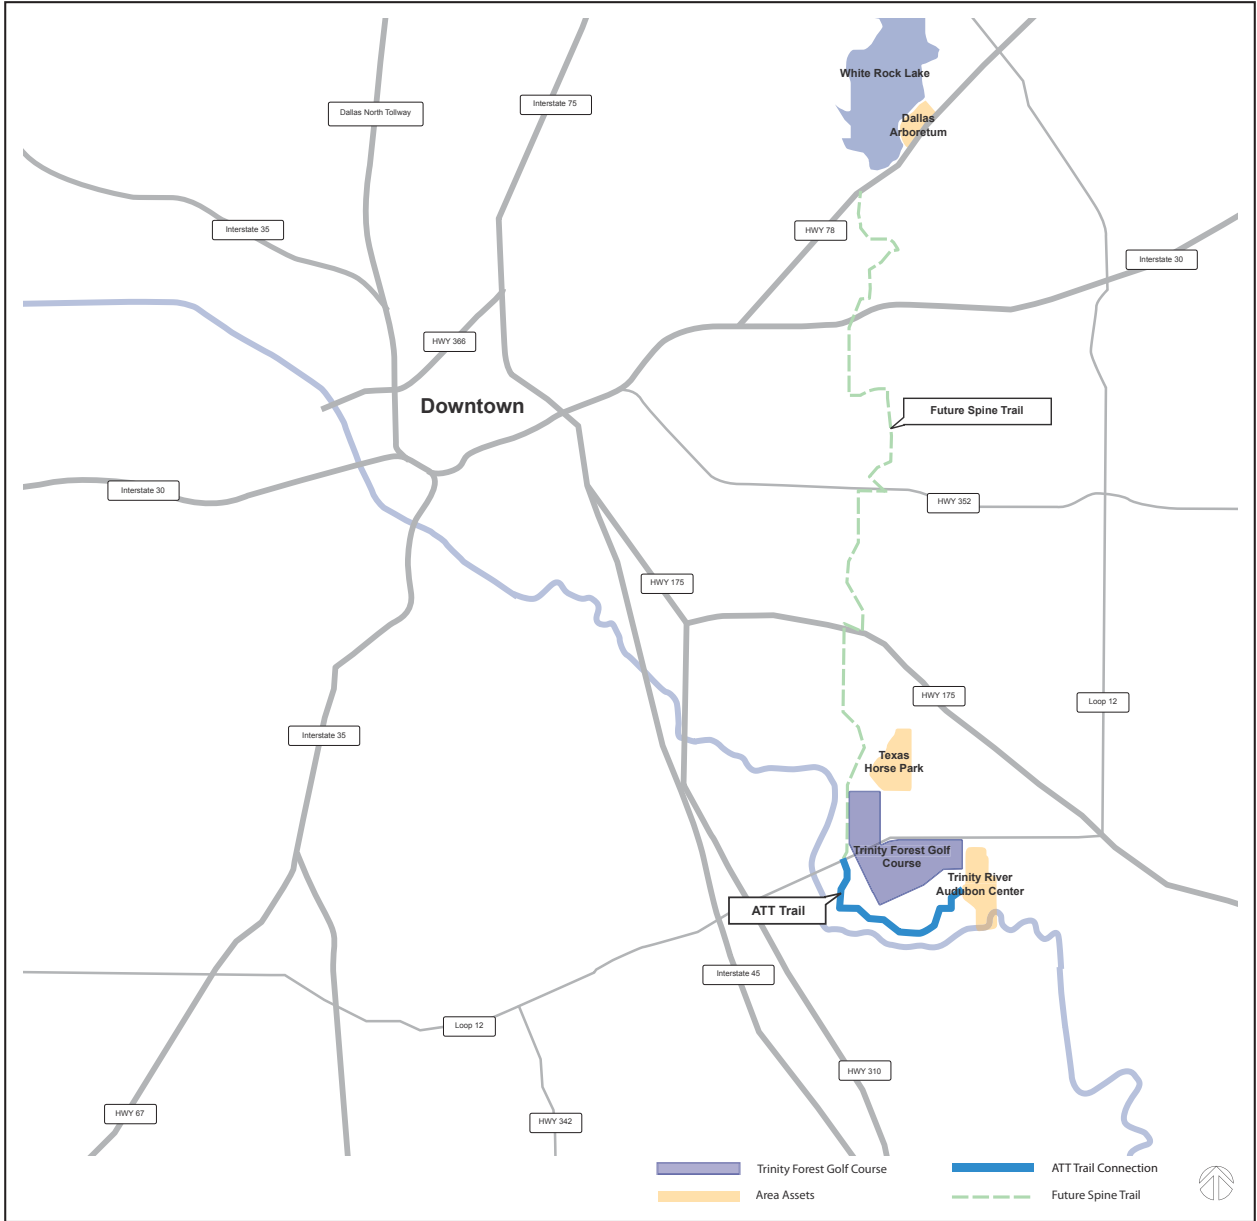 White Rock Lake
Dallas
Arboretum
Interstate 75
Dallas North Tollway
Interstate 35
HWY 78
Interstate 30
HWY 366
Downtown
Future Spine Trail
Interstate 30
HWY 352
HWY 175
HWY 175
Loop 12
Interstate 35
Texas
Horse Park
Trinity Forest Golf
Course
Trinity River
Audubon Center
ATT Trail
Interstate 45
Loop 12
HWY 310
HWY 67
HWY 342
Trinity Forest Golf Course
ATT Trail Connection
Area Assets
Future Spine Trail